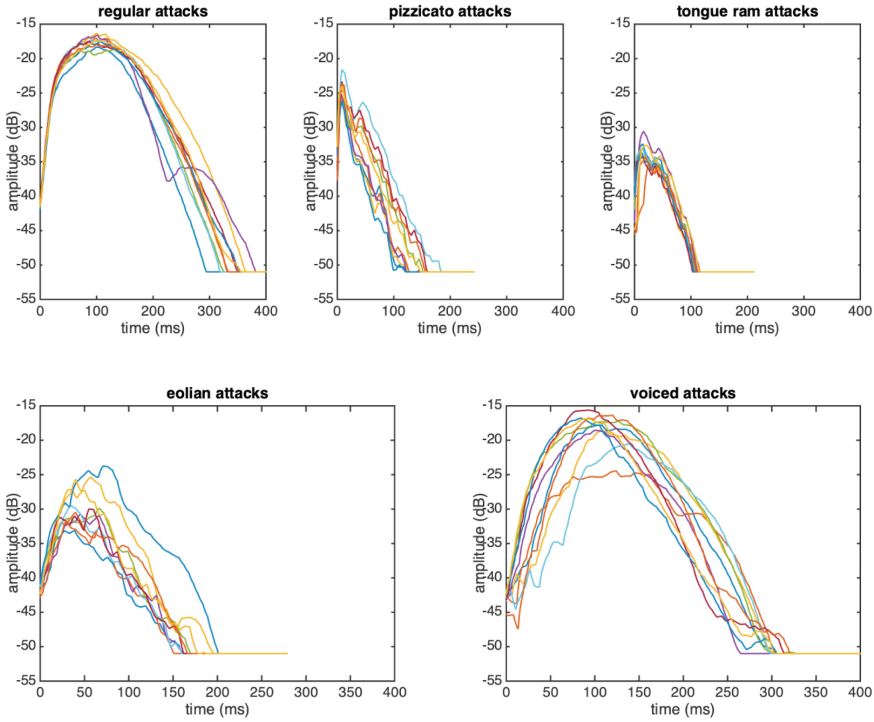 regular attacks
-15
-20
-25
-30
-35
-40
-45
-50
-55
amplitude (dB)
0 100 200 300 400
time (ms)
pizzicato attacks
-15
-20
-25
-30
-35
-40
-45
-50
-55
amplitude (dB)
0 100 200 300 400
time (ms)
tongue ram attacks
-15
-20
-25
-30
-35
-40
-45
-50
-55
amplitude (dB)
0 100 200 300 400
time (ms)
eolian attacks
-15
-20
-25
-30
-35
-40
-45
-50
-55
amplitude (dB)
0 50 100 150 200 250 300 350 400
time (ms)
voiced attacks
-15
-20
-25
-30
-35
-40
-45
-50
-55
amplitude (dB)
0 50 100 150 200 250 300 350 400
time (ms)